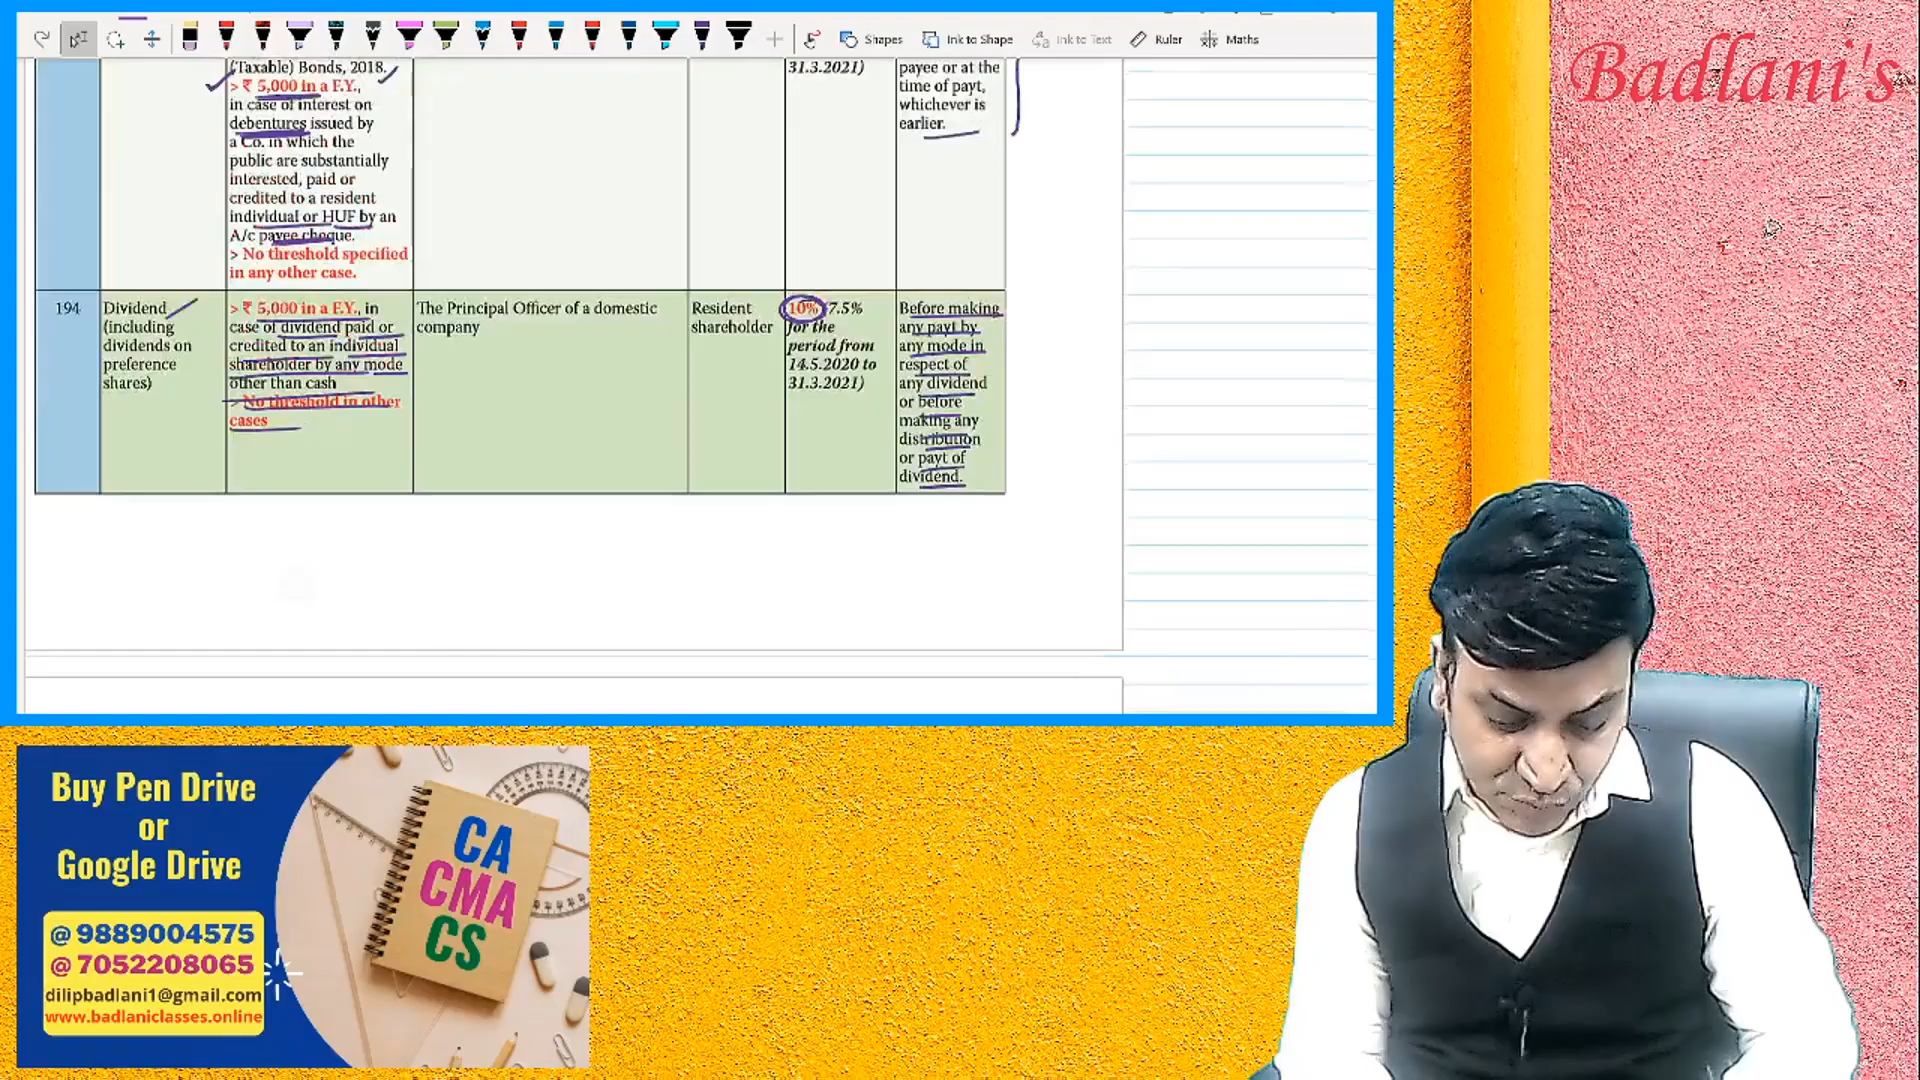 Shapes
Ink to Shape
Ink to Text
Ruler
Maths
Badlani's
(Taxable) Bonds, 2018.
> ₹ 5,000 in a F.Y.,
in case of interest on
debentures issued by
a Co. in which the
public are substantially
interested, paid or
credited to a resident
individual or HUF by an
A/c payee cheque.
> No threshold specified
in any other case.
31.3.2021)
payee or at the
time of payt,
whichever is
earlier.
194
Dividend
(including
dividends on
preference
shares)
> ₹ 5,000 in a F.Y., in
case of dividend paid or
credited to an individual
shareholder by any mode
other than cash
> No threshold in other
cases
The Principal Officer of a domestic
company
Resident
shareholder
10% (7.5%
for the
period from
14.5.2020 to
31.3.2021)
Before making
any payt by
any mode in
respect of
any dividend
or before
making any
distribution
or payt of
dividend.
Buy Pen Drive
or
Google Drive
@ 9889004575
@ 7052208065
dilipbadlani1@gmail.com
www.badlaniclasses.online
CA
CMA
CS